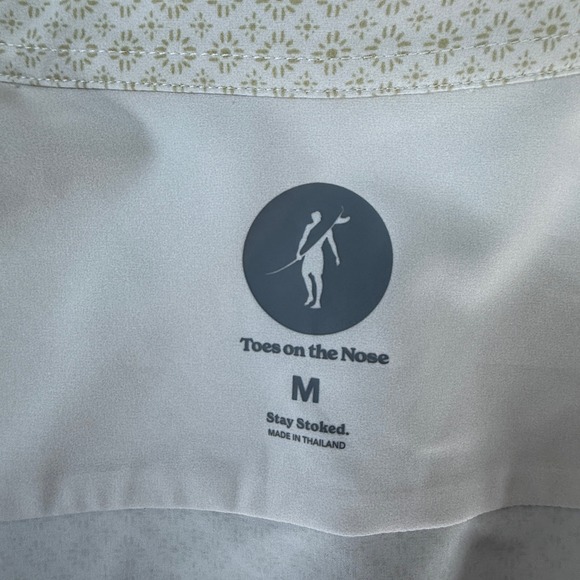 Toes on the Nose
M
Stay Stoked.
MADE IN THAILAND